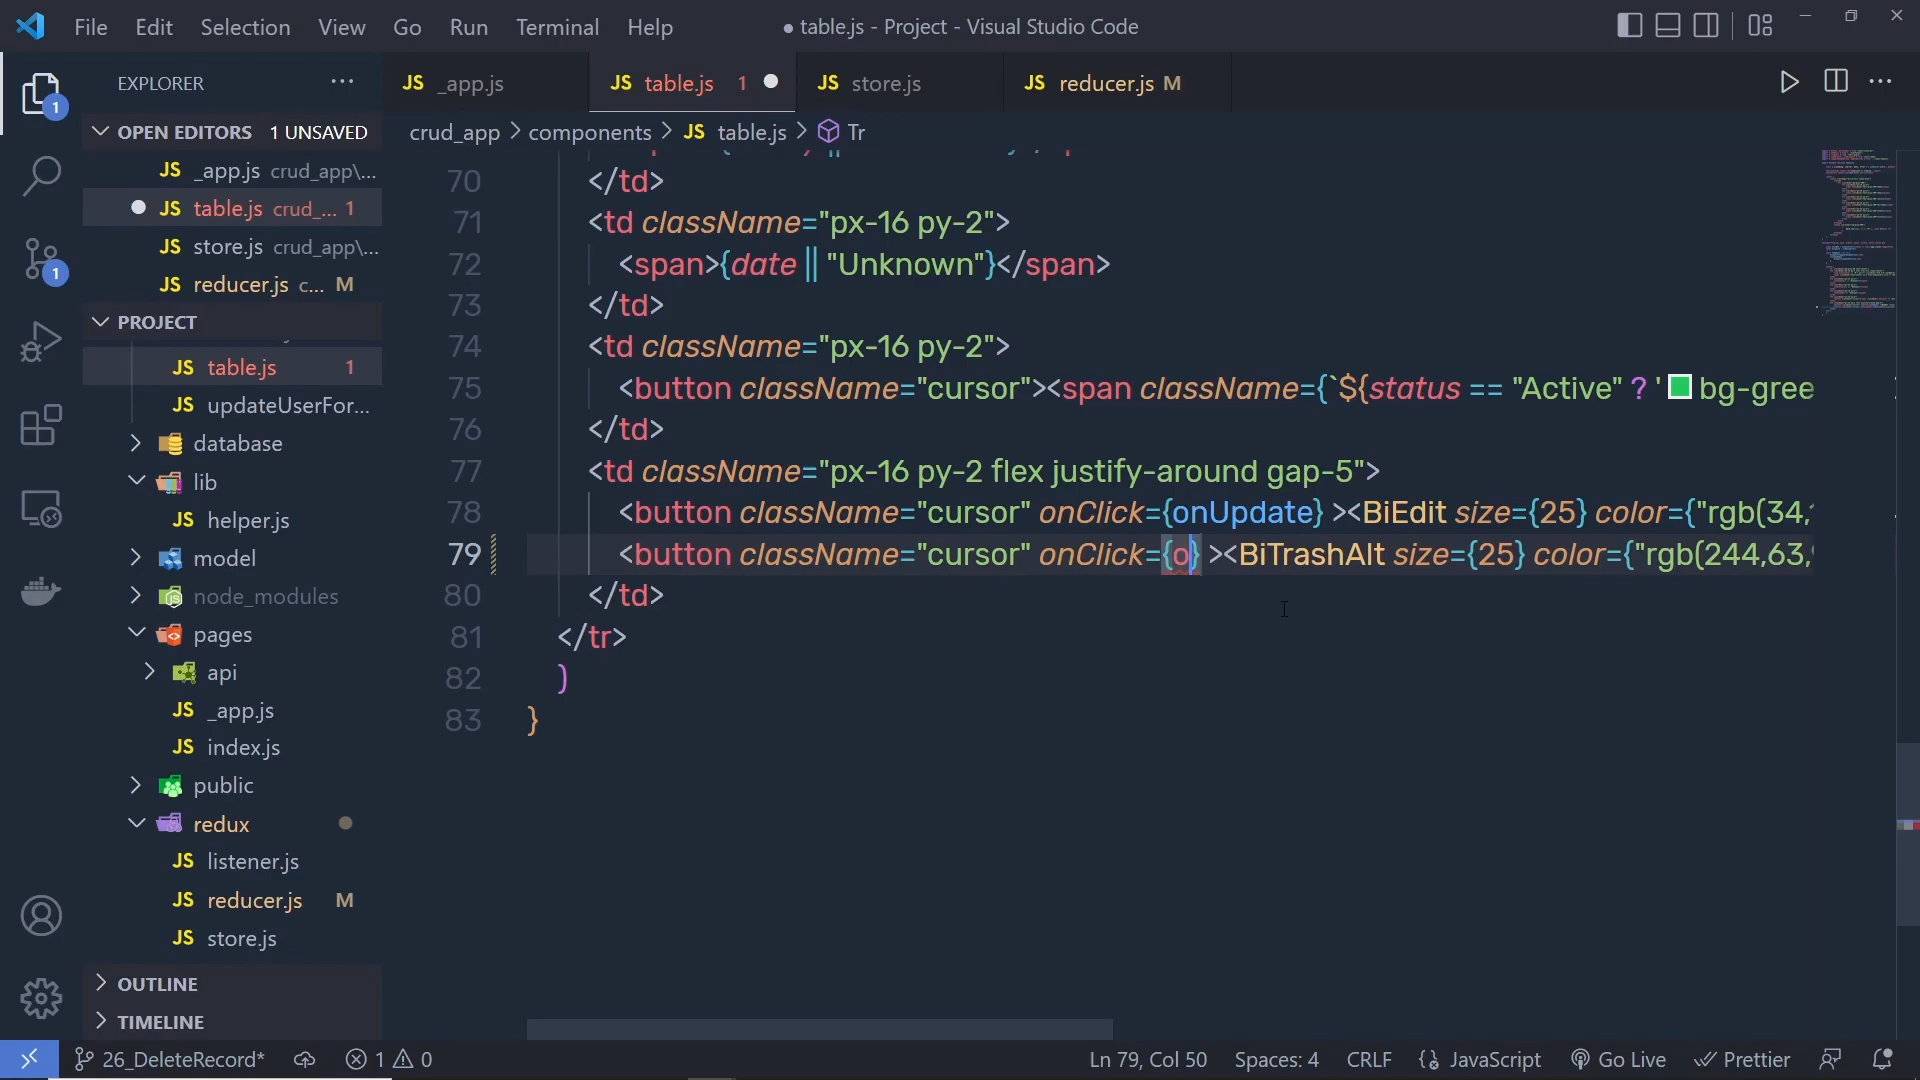 File Edit Selection View Go Run Terminal Help ● table.js - Project - Visual Studio Code
EXPLORER ···
JS _app.js
JS table.js 1
JS store.js
JS reducer.js M
OPEN EDITORS 1 UNSAVED
crud_app > components > JS table.js > Tr
JS _app.js crud_app\...
JS table.js crud_... 1
JS store.js crud_app\...
JS reducer.js c... M
PROJECT
JS table.js 1
JS updateUserFor...
database
lib
JS helper.js
model
node_modules
pages
api
JS _app.js
JS index.js
public
redux
JS listener.js
JS reducer.js M
JS store.js
OUTLINE
TIMELINE
70 </td>
71 <td className="px-16 py-2">
72 <span>{date || "Unknown"}</span>
73 </td>
74 <td className="px-16 py-2">
75 <button className="cursor"><span className={`${status == "Active" ? 'bg-gree
76 </td>
77 <td className="px-16 py-2 flex justify-around gap-5">
78 <button className="cursor" onClick={onUpdate} ><BiEdit size={25} color={"rgb(34,
79 <button className="cursor" onClick={o} ><BiTrashAlt size={25} color={"rgb(244,63,
80 </td>
81 </tr>
82 )
83 }
1
1
26_DeleteRecord* 1 0 Ln 79, Col 50 Spaces: 4 CRLF JavaScript Go Live Prettier